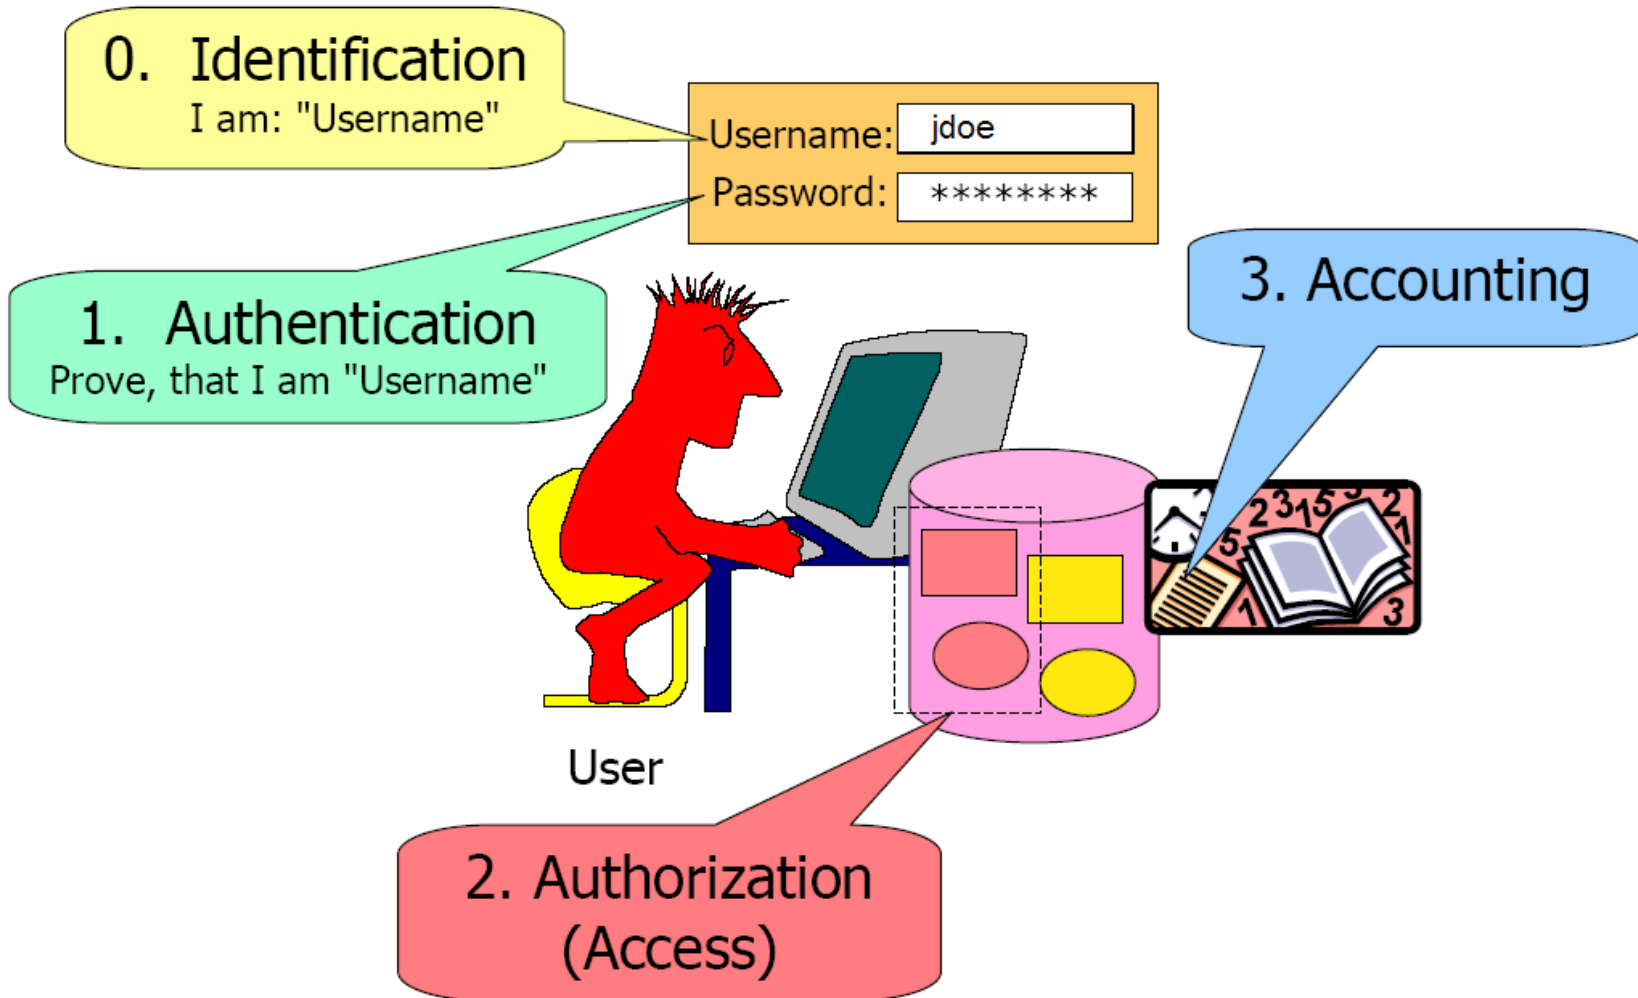 0. Identification
I am: "Username"
Username: jdoe
Password: ********
1. Authentication
Prove, that I am "Username"
3. Accounting
User
2. Authorization
(Access)